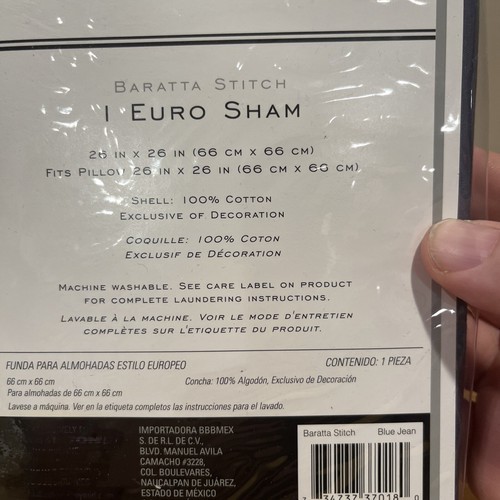 BARATTA STITCH
1 EURO SHAM
26 IN X 26 IN (66 CM X 66 CM)
FITS PILLOW 26 IN X 26 IN (66 CM X 66 CM)
SHELL: 100% COTTON
EXCLUSIVE OF DECORATION
COQUILLE: 100% COTON
EXCLUSIF DE DÉCORATION
MACHINE WASHABLE. SEE CARE LABEL ON PRODUCT
FOR COMPLETE LAUNDERING INSTRUCTIONS.
LAVABLE À LA MACHINE. VOIR LE MODE D'ENTRETIEN
COMPLÈTES SUR L'ETIQUETTE DU PRODUIT.
FUNDA PARA ALMOHADAS ESTILO EUROPEO CONTENIDO: 1 PIEZA
66 cm x 66 cm Concha: 100% Algodón, Exclusivo de Decoración
Para almohadas de 66 cm x 66 cm
Lavese a máquina. Ver en la etiqueta completos las instrucciones para el lavado.
IMPORTADORA BBBMEX
S. DE R.L. DE C.V.,
BLVD. MANUEL AVILA
CAMACHO #3228,
COL. BOULEVARES,
NAUCALPAN DE JUÁREZ,
ESTADO DE MÉXICO
Baratta Stitch Blue Jean
34737 37018 0